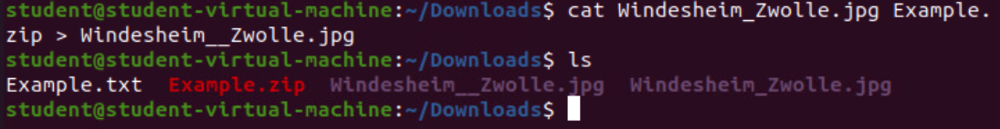 student@student-virtual-machine:~/Downloads$ cat Windesheim_Zwolle.jpg Example.
zip > Windesheim__Zwolle.jpg
student@student-virtual-machine:~/Downloads$ ls
Example.txt  Example.zip  Windesheim__Zwolle.jpg  Windesheim_Zwolle.jpg
student@student-virtual-machine:~/Downloads$